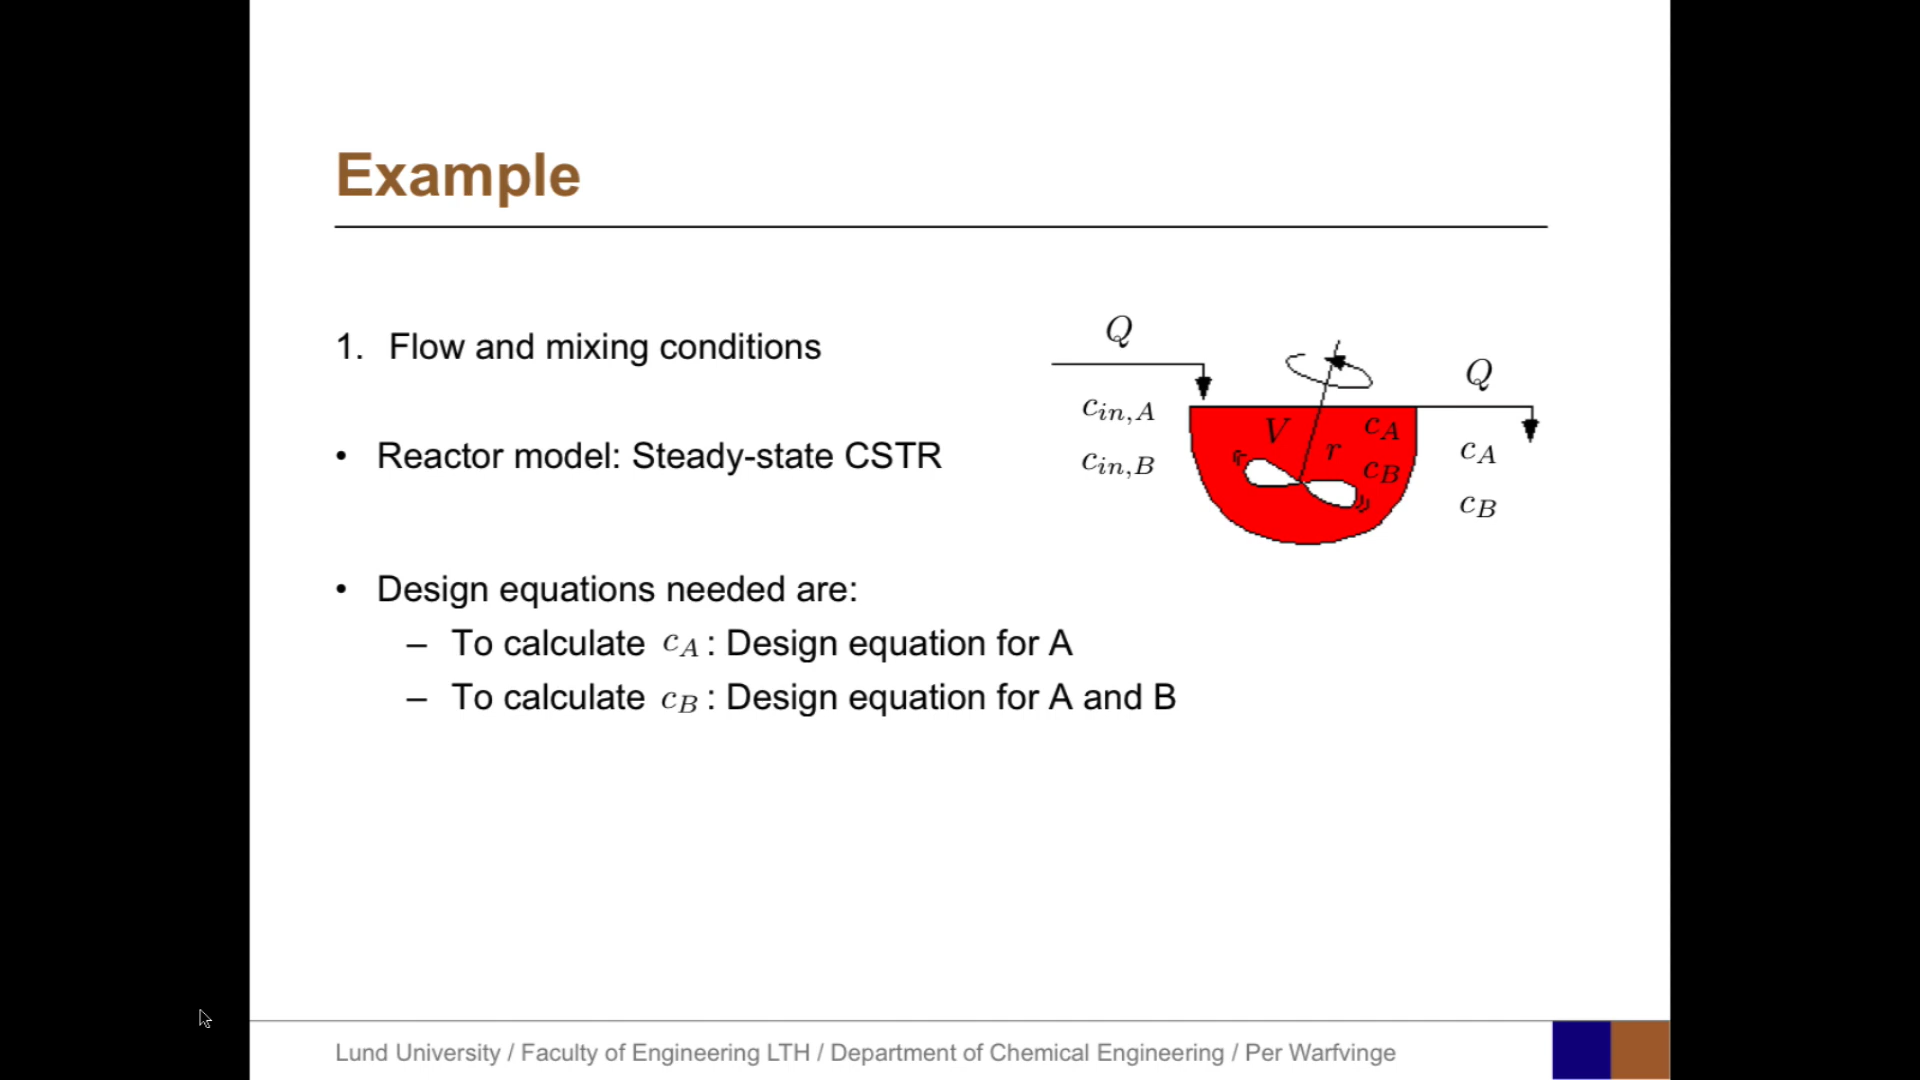 Example
1. Flow and mixing conditions
• Reactor model: Steady-state CSTR
Q
c_{in,A}
c_{in,B}
V
r
c_A
c_B
Q
c_A
c_B
• Design equations needed are:
– To calculate c_A : Design equation for A
– To calculate c_B : Design equation for A and B
Lund University / Faculty of Engineering LTH / Department of Chemical Engineering / Per Warfvinge